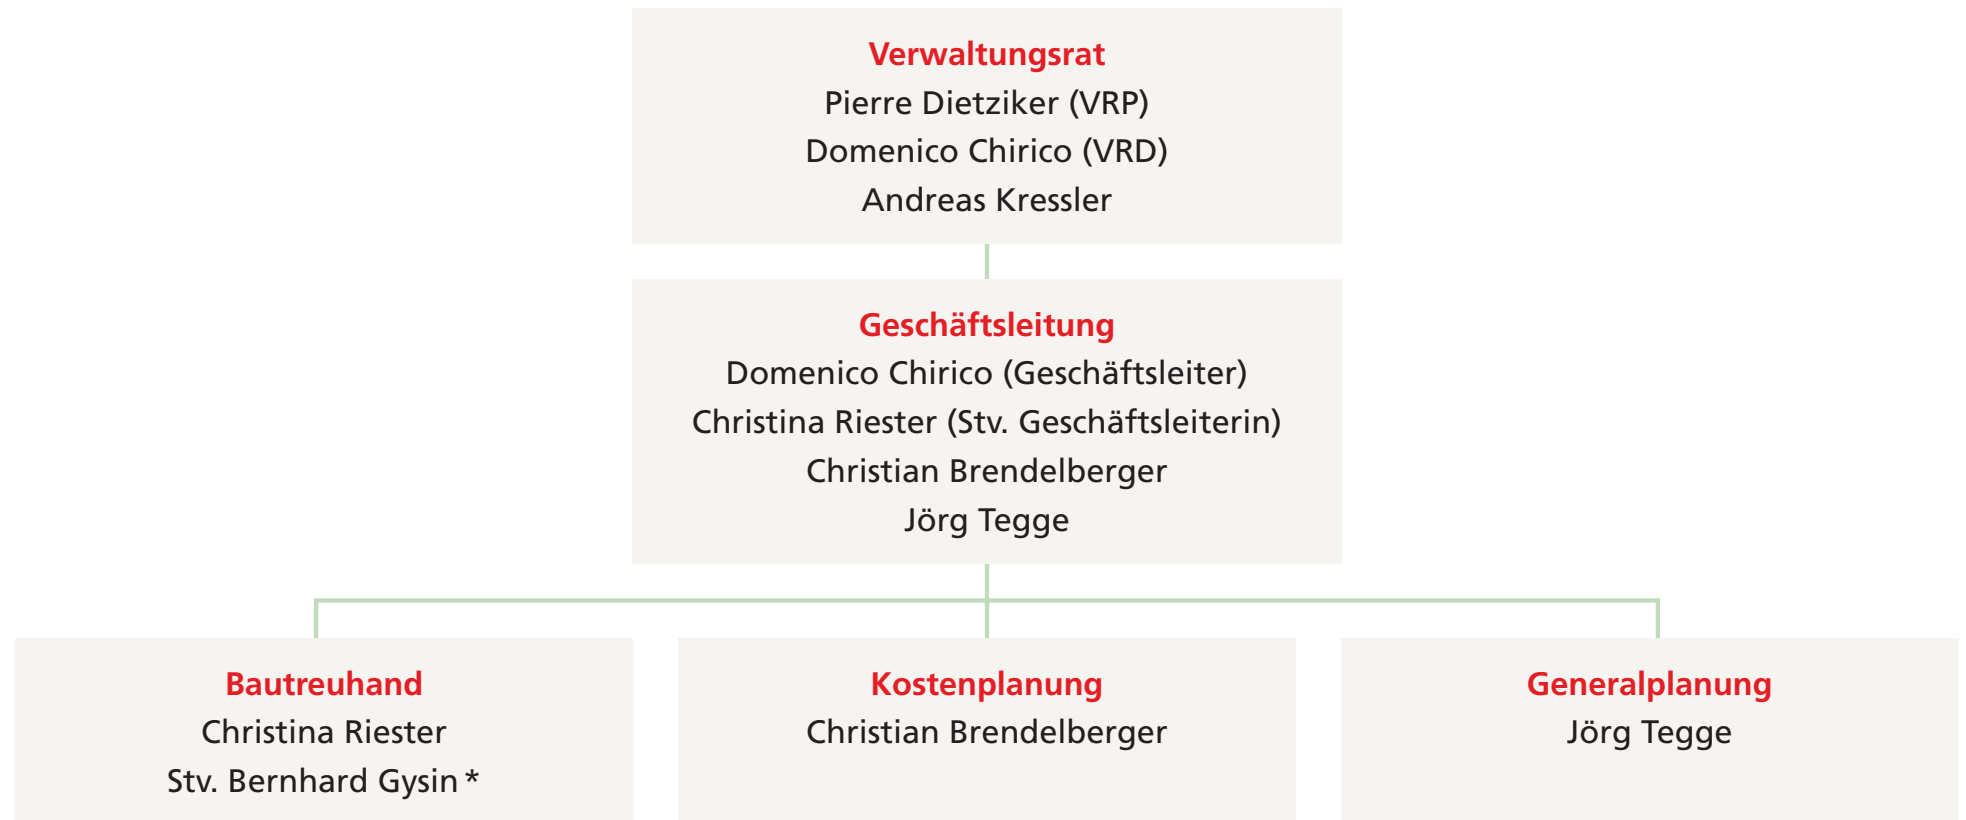 Verwaltungsrat
Pierre Dietziker (VRP)
Domenico Chirico (VRD)
Andreas Kressler
Geschäftsleitung
Domenico Chirico (Geschäftsleiter)
Christina Riester (Stv. Geschäftsleiterin)
Christian Brendelberger
Jörg Tegge
Bautreuhand
Christina Riester
Stv. Bernhard Gysin *
Kostenplanung
Christian Brendelberger
Generalplanung
Jörg Tegge